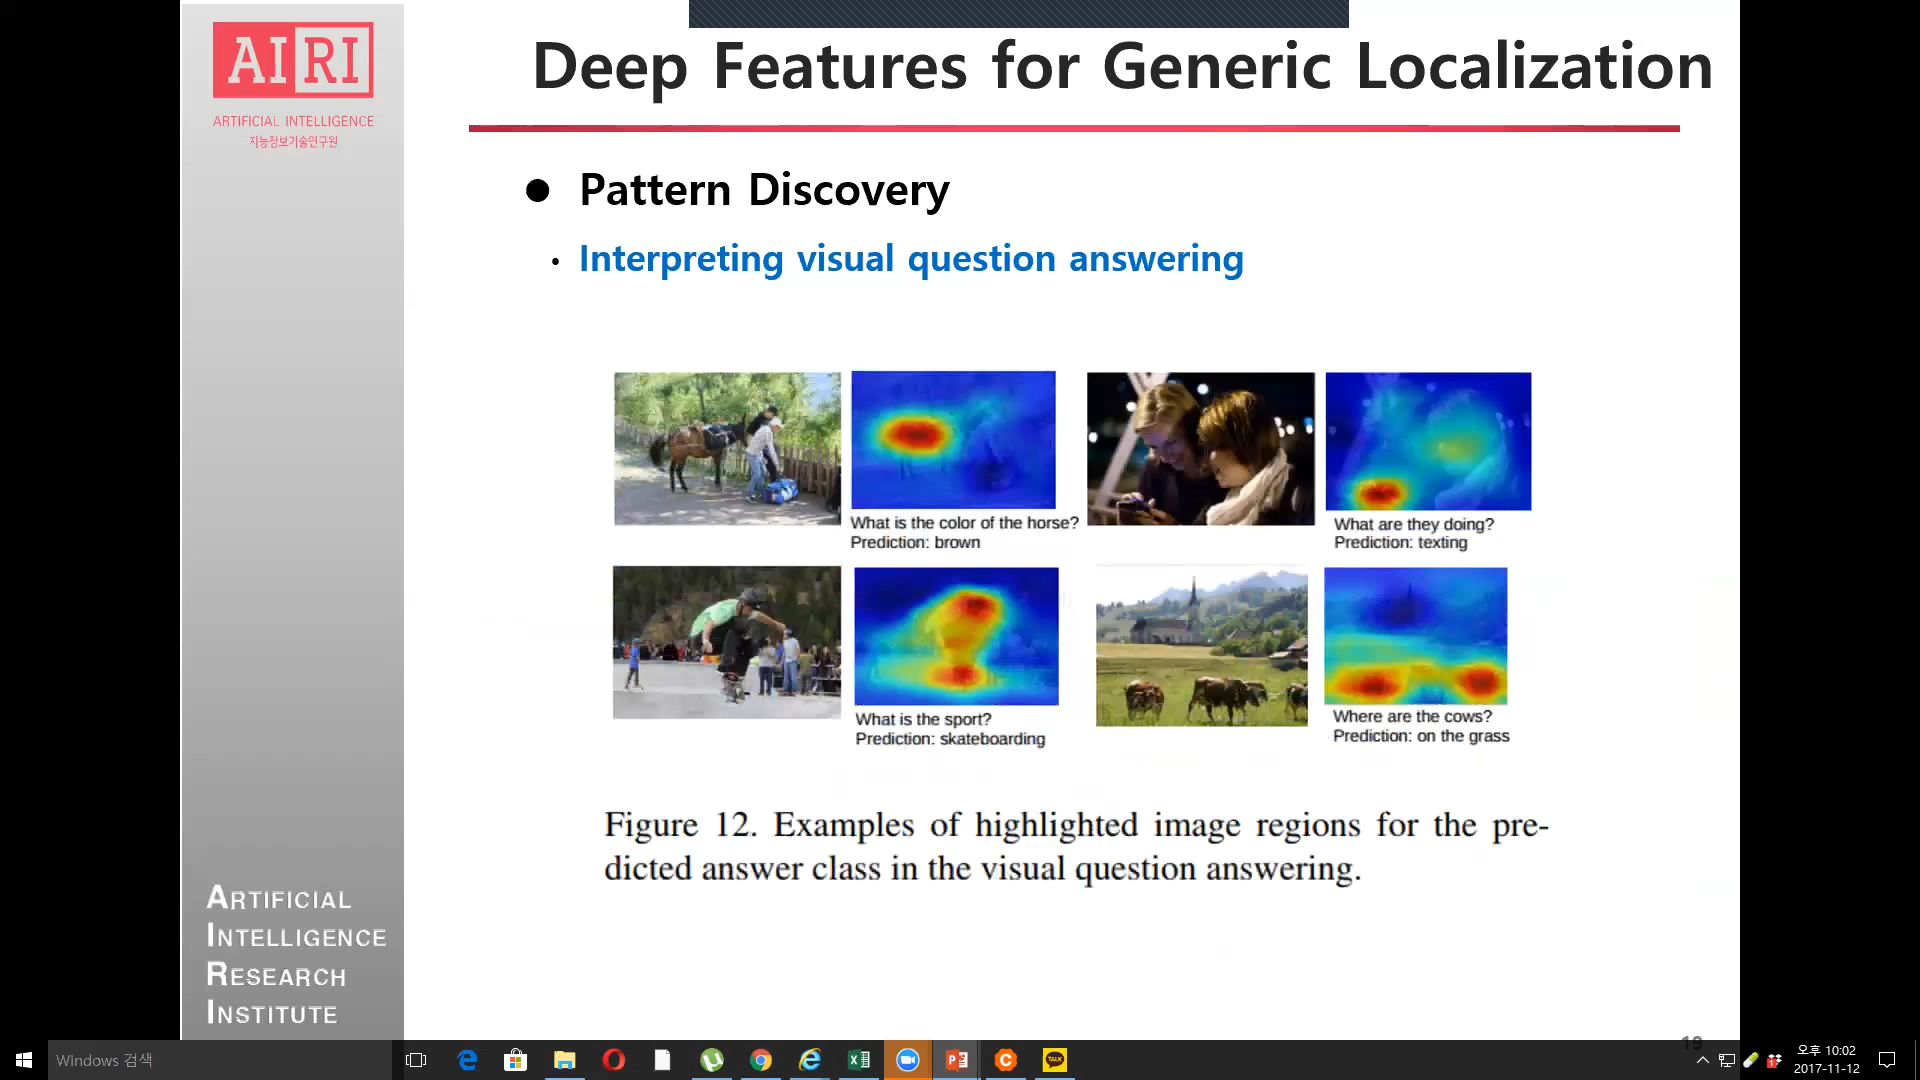 AIRI
ARTIFICIAL INTELLIGENCE
지능정보기술연구원
Deep Features for Generic Localization
● Pattern Discovery
• Interpreting visual question answering
What is the color of the horse?
Prediction: brown
What are they doing?
Prediction: texting
What is the sport?
Prediction: skateboarding
Where are the cows?
Prediction: on the grass
Figure 12. Examples of highlighted image regions for the pre-
dicted answer class in the visual question answering.
ARTIFICIAL
INTELLIGENCE
RESEARCH
INSTITUTE
19
Windows 검색
TALK
오후 10:02
2017-11-12